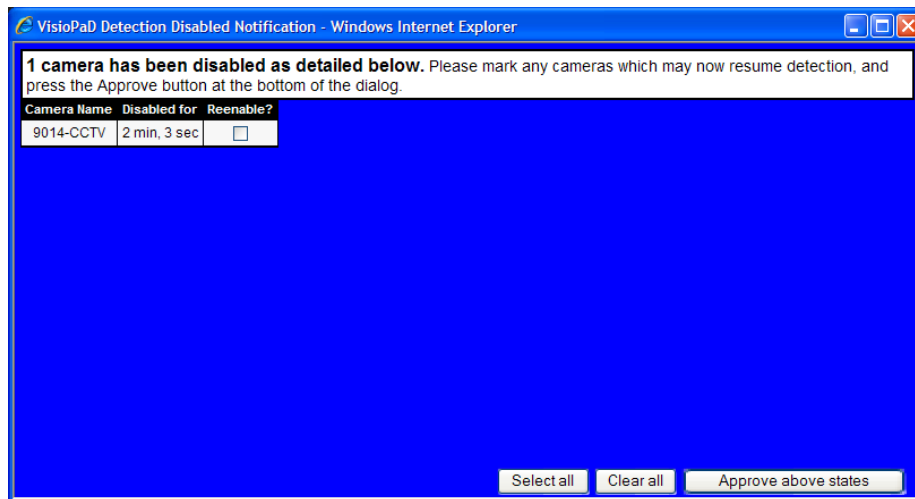 VisioPaD Detection Disabled Notification - Windows Internet Explorer
1 camera has been disabled as detailed below. Please mark any cameras which may now resume detection, and
press the Approve button at the bottom of the dialog.
Camera Name Disabled for Reenable?
9014-CCTV 2 min, 3 sec
Select all Clear all Approve above states